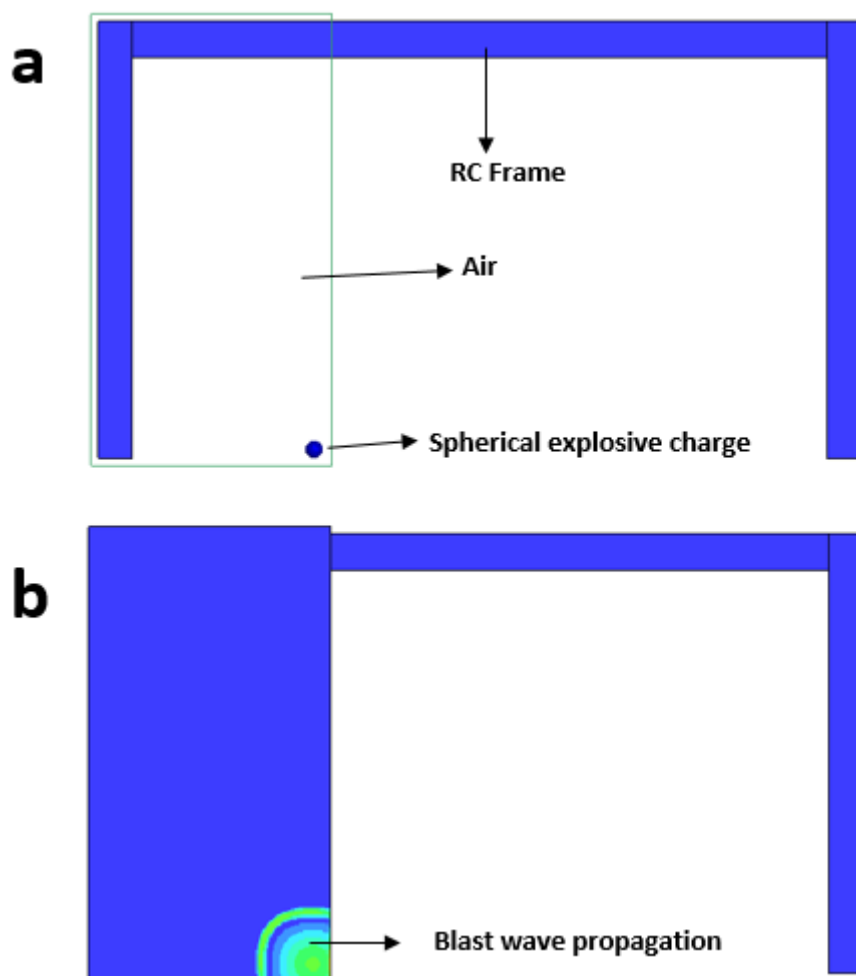 a
RC Frame
Air
Spherical explosive charge
b
Blast wave propagation